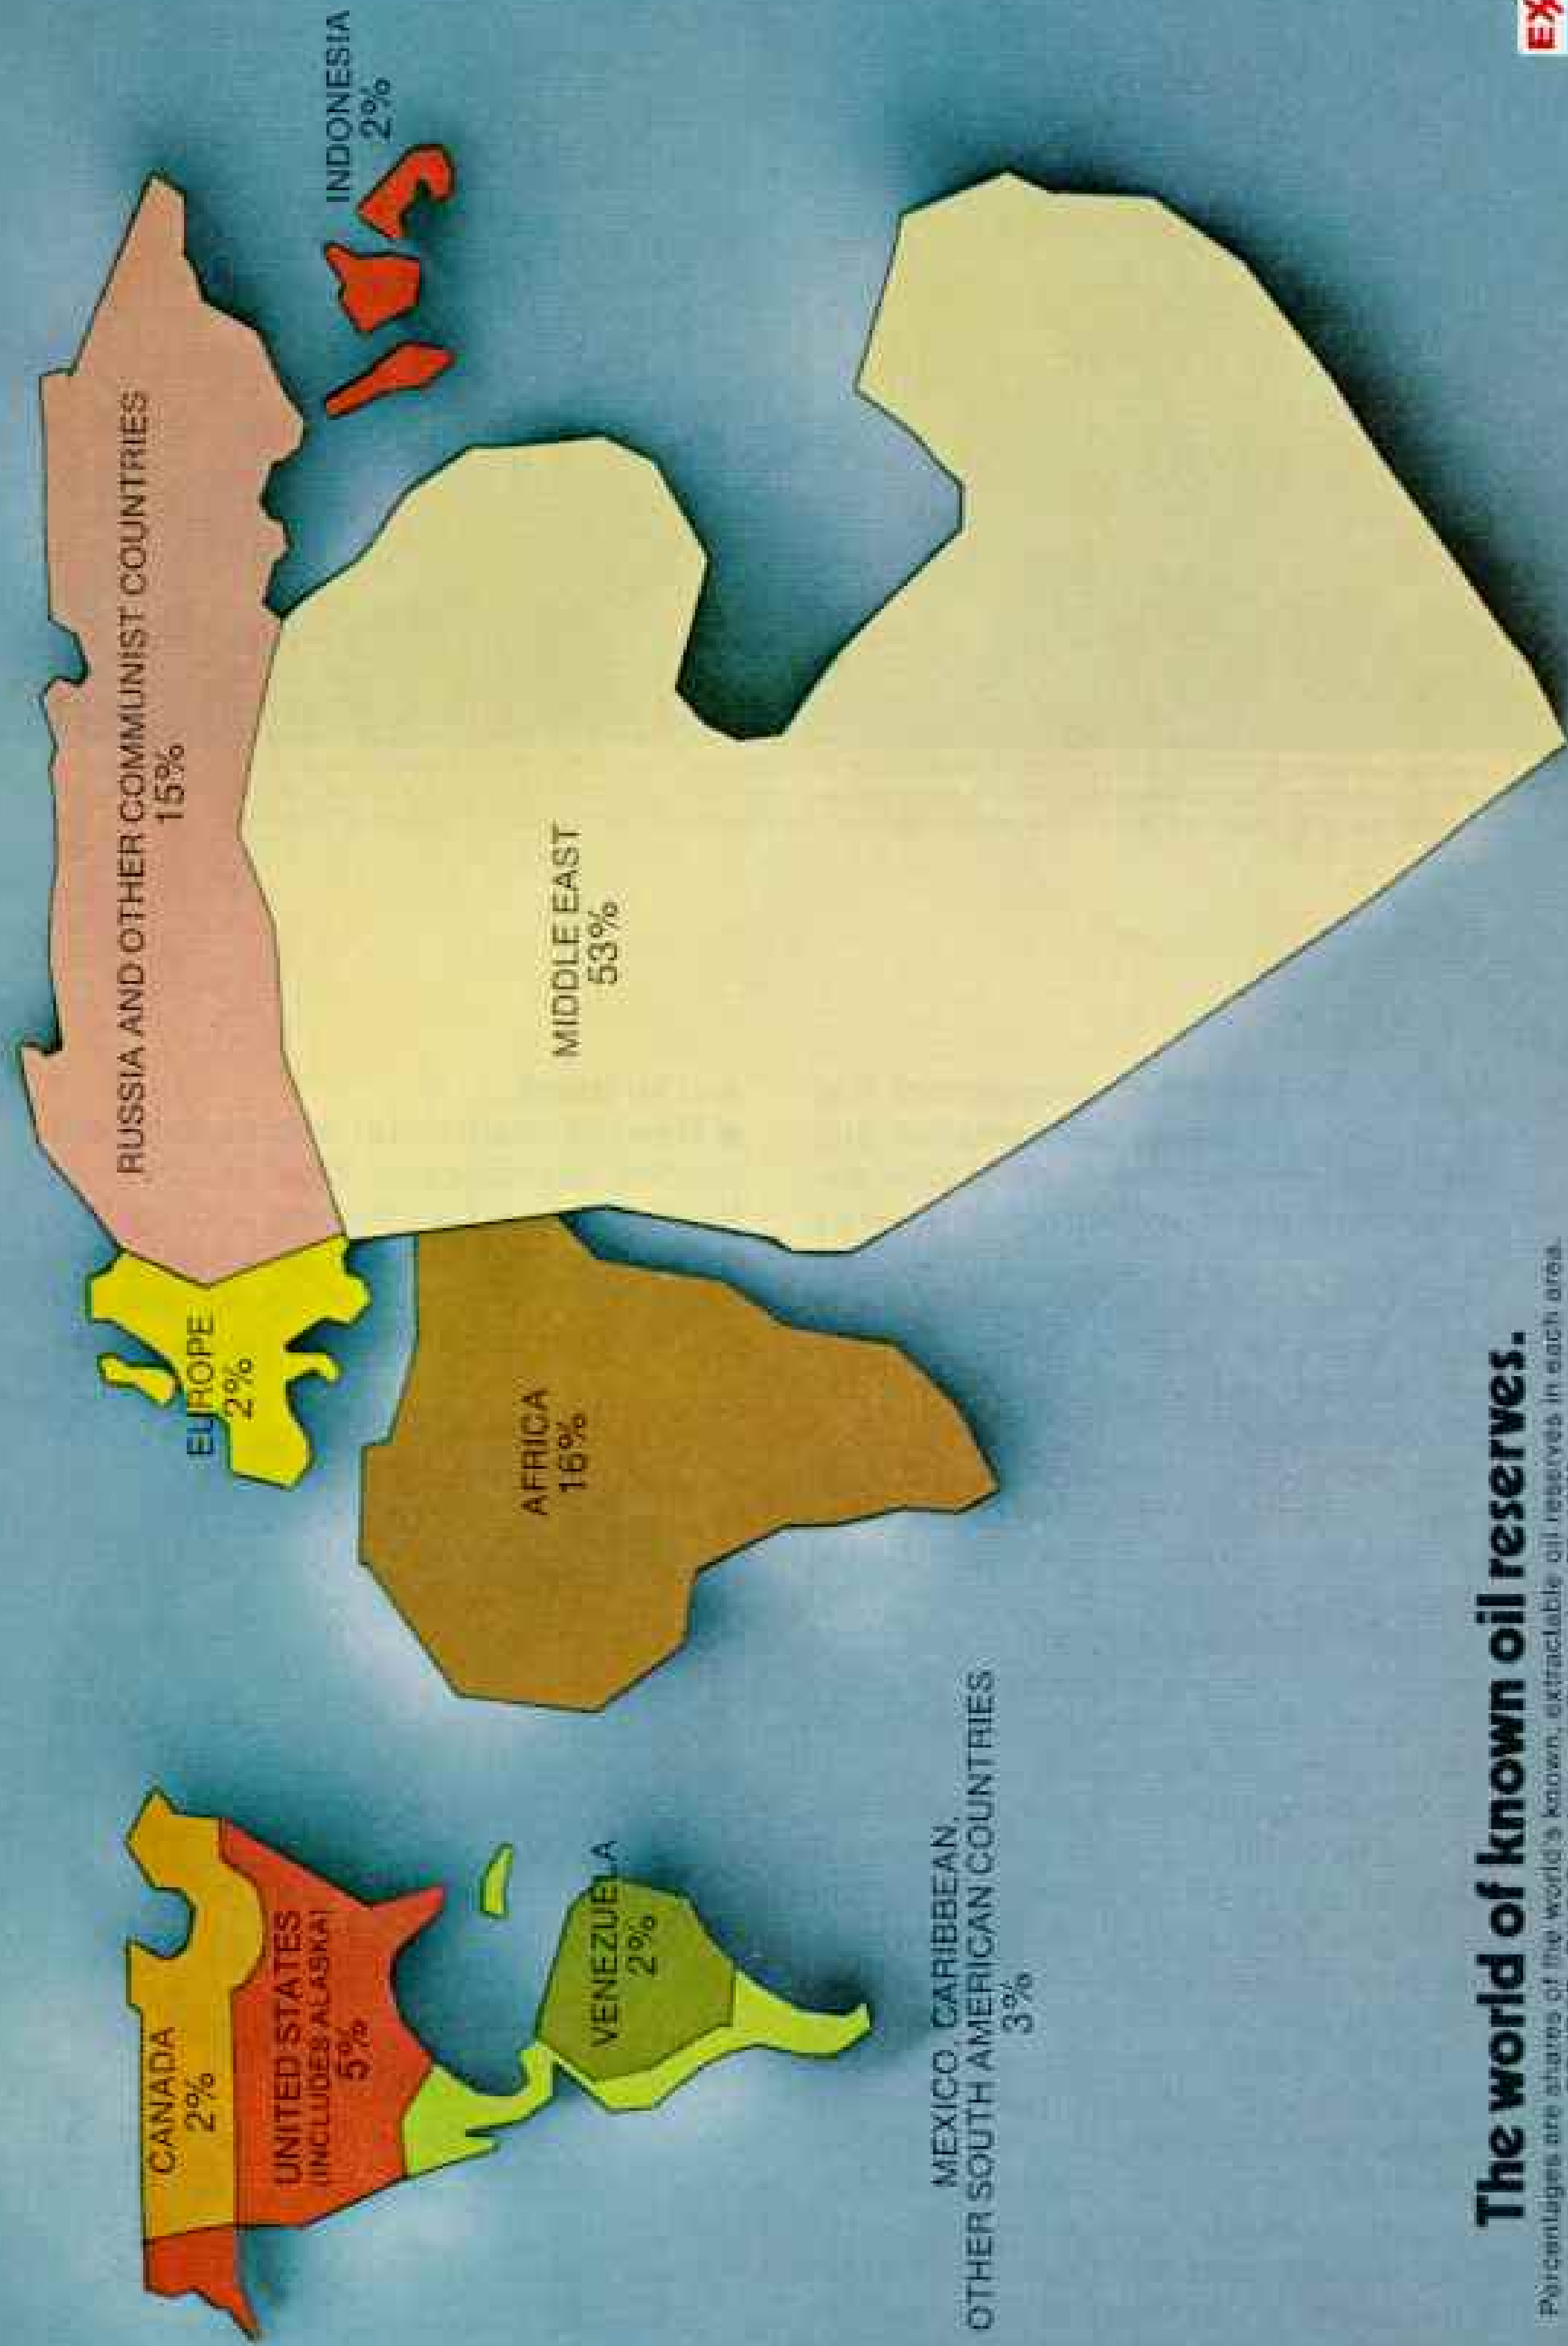 CANADA
2%
UNITED STATES
(INCLUDES ALASKA)
5%
VENEZUELA
2%
MEXICO, CARIBBEAN,
OTHER SOUTH AMERICAN COUNTRIES
3%
EUROPE
2%
AFRICA
16%
RUSSIA AND OTHER COMMUNIST COUNTRIES
15%
MIDDLE EAST
53%
INDONESIA
2%
The world of known oil reserves.
Percentages are shares of the world's known, extractable oil reserves in each area.
EX